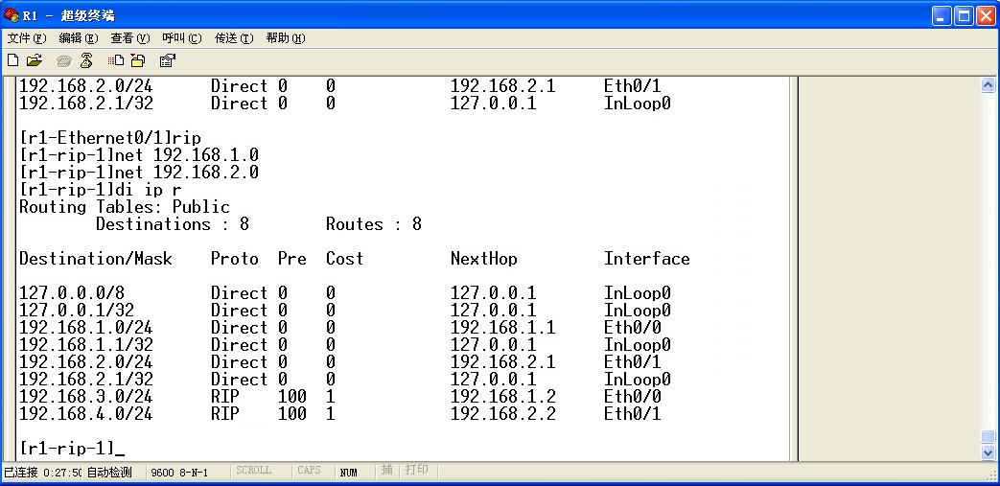 R1 - 超级终端
文件(F) 编辑(E) 查看(V) 呼叫(C) 传送(T) 帮助(H)
192.168.2.0/24      Direct 0    0            192.168.2.1     Eth0/1
192.168.2.1/32      Direct 0    0            127.0.0.1       InLoop0
[r1-Ethernet0/1]rip
[r1-rip-1]net 192.168.1.0
[r1-rip-1]net 192.168.2.0
[r1-rip-1]di ip r
Routing Tables: Public
        Destinations : 8        Routes : 8
Destination/Mask    Proto  Pre  Cost         NextHop         Interface
127.0.0.0/8         Direct 0    0            127.0.0.1       InLoop0
127.0.0.1/32        Direct 0    0            127.0.0.1       InLoop0
192.168.1.0/24      Direct 0    0            192.168.1.1     Eth0/0
192.168.1.1/32      Direct 0    0            127.0.0.1       InLoop0
192.168.2.0/24      Direct 0    0            192.168.2.1     Eth0/1
192.168.2.1/32      Direct 0    0            127.0.0.1       InLoop0
192.168.3.0/24      RIP    100  1            192.168.1.2     Eth0/0
192.168.4.0/24      RIP    100  1            192.168.2.2     Eth0/1
[r1-rip-1]_
已连接 0:27:50 自动检测 9600 8-N-1 SCROLL CAPS NUM 捕 打印